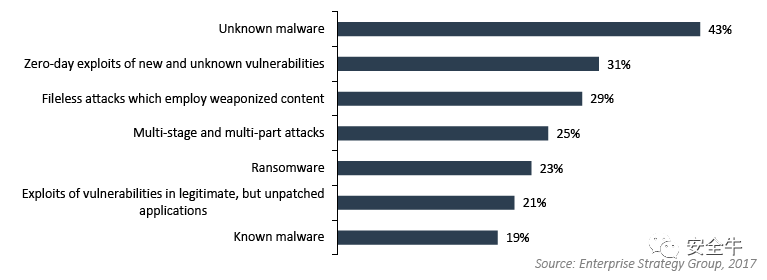 Unknown malware 43%
Zero-day exploits of new and unknown vulnerabilities 31%
Fileless attacks which employ weaponized content 29%
Multi-stage and multi-part attacks 25%
Ransomware 23%
Exploits of vulnerabilities in legitimate, but unpatched
applications 21%
Known malware 19%
安全牛
Source: Enterprise Strategy Group, 2017